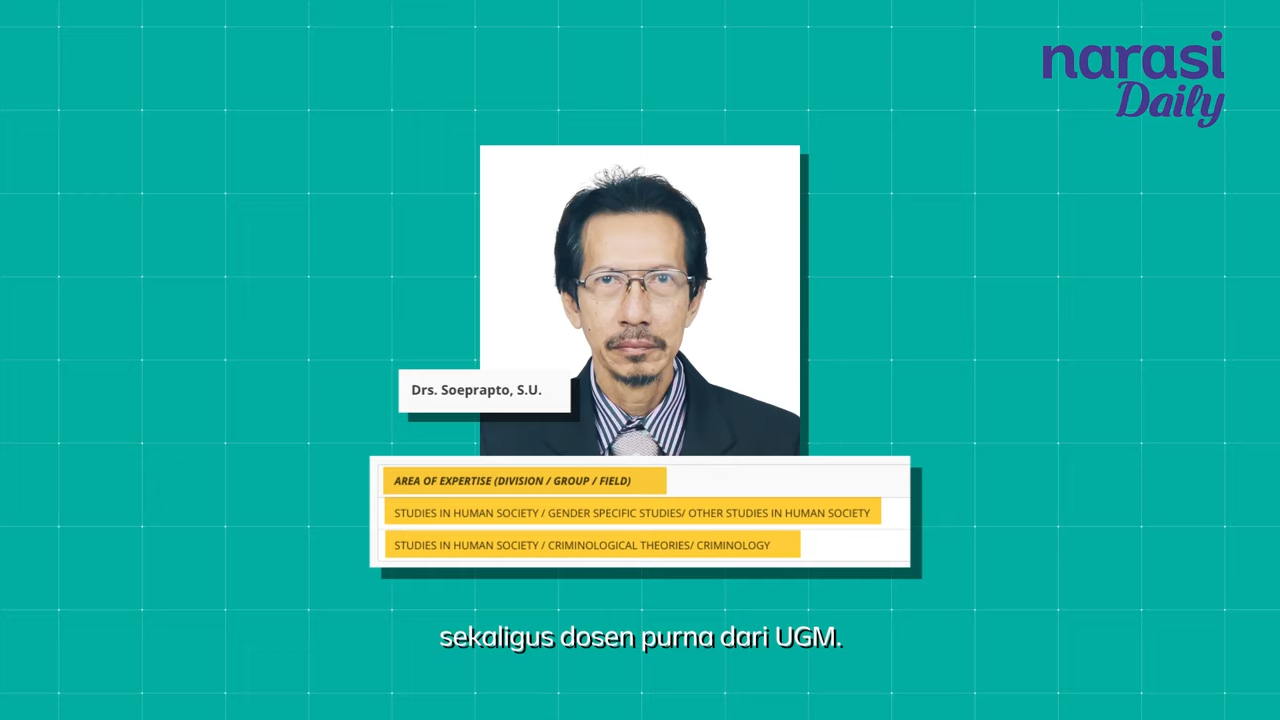 narasi
Daily
Drs. Soeprapto, S.U.
AREA OF EXPERTISE (DIVISION / GROUP / FIELD)
STUDIES IN HUMAN SOCIETY / GENDER SPECIFIC STUDIES/ OTHER STUDIES IN HUMAN SOCIETY
STUDIES IN HUMAN SOCIETY / CRIMINOLOGICAL THEORIES/ CRIMINOLOGY
sekaligus dosen purna dari UGM.